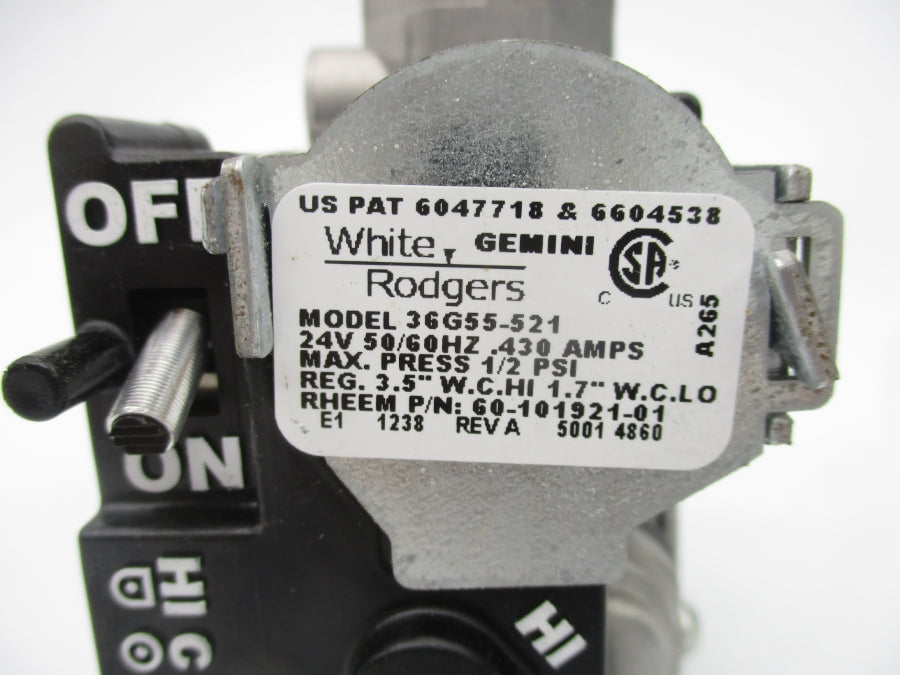 OFF
US PAT 6047718 & 6604538
White GEMINI
Rodgers
CSA
C US
A265
MODEL 36G55-521
24V 50/60HZ .430 AMPS
MAX. PRESS 1/2 PSI
REG. 3.5" W.C.HI 1.7" W.C.LO
RHEEM P/N: 60-101921-01
E1 1238 REV A 5001 4860
ON
HI
HI